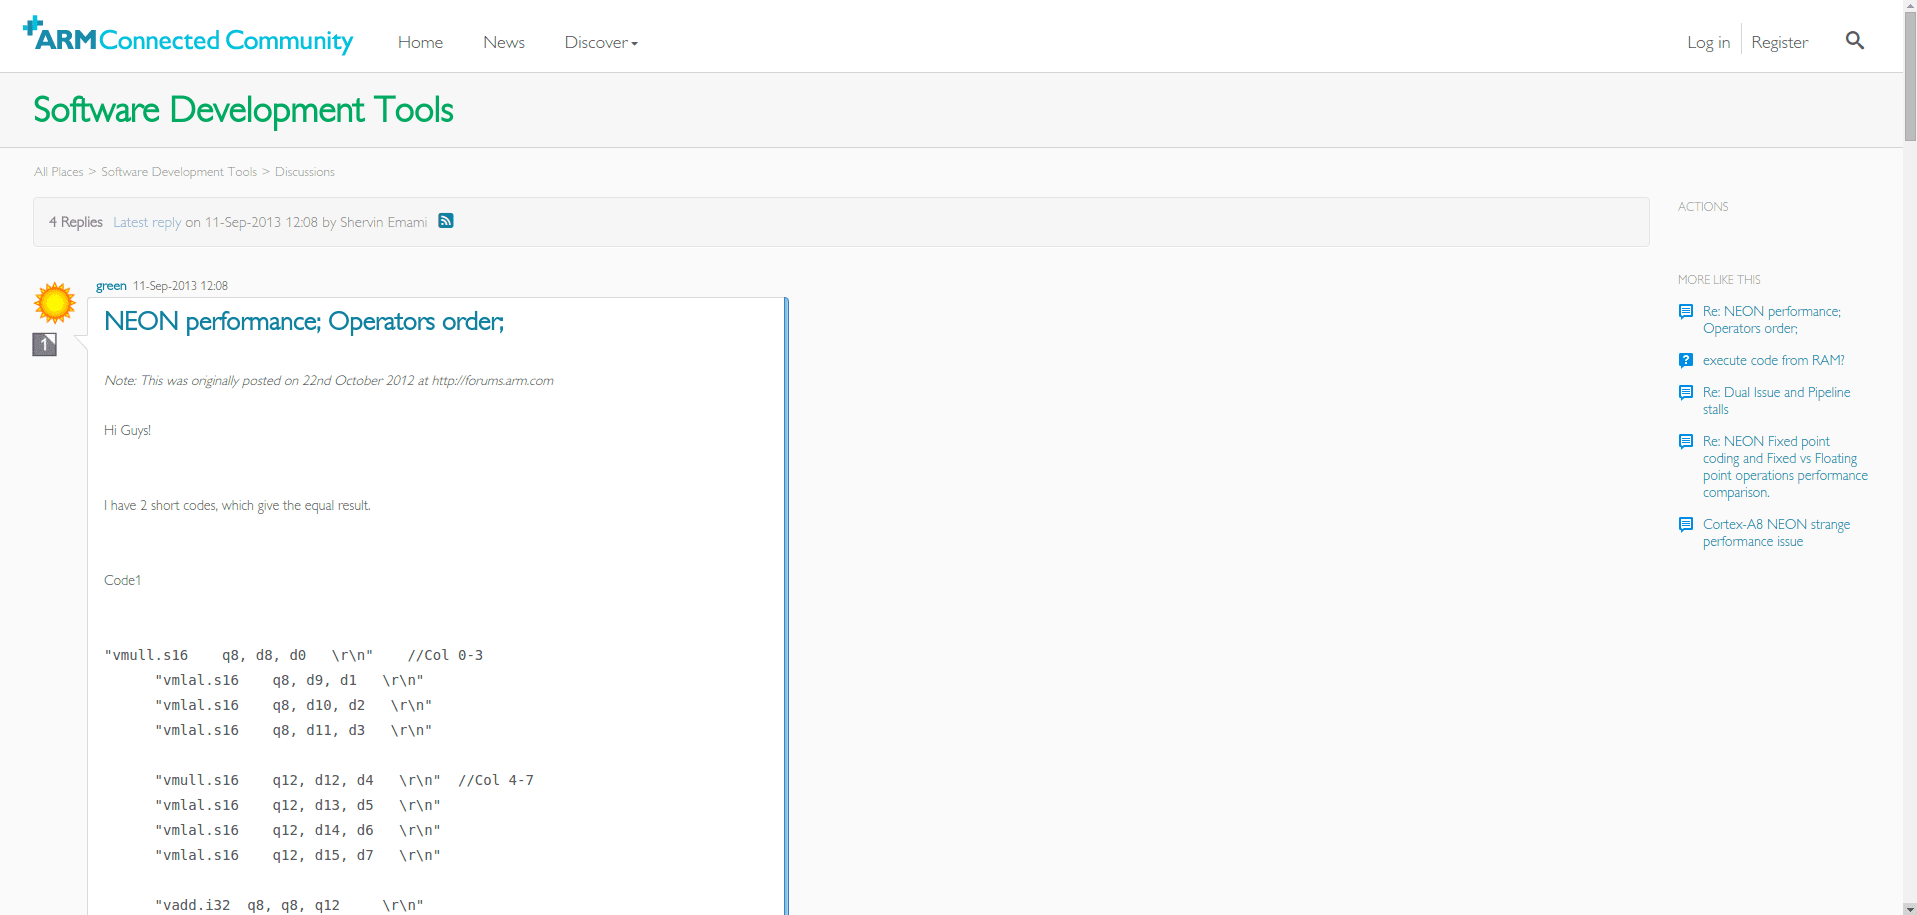 ARM Connected Community
Home
News
Discover
Log in
Register
Software Development Tools
All Places > Software Development Tools > Discussions
4 Replies Latest reply on 11-Sep-2013 12:08 by Shervin Emami
ACTIONS
MORE LIKE THIS
Re: NEON performance;
Operators order;
execute code from RAM?
Re: Dual Issue and Pipeline
stalls
Re: NEON Fixed point
coding and Fixed vs Floating
point operations performance
comparison.
Cortex-A8 NEON strange
performance issue
green 11-Sep-2013 12:08
1
NEON performance; Operators order;
Note: This was originally posted on 22nd October 2012 at http://forums.arm.com
Hi Guys!
I have 2 short codes, which give the equal result.
Code1
"vmull.s16    q8, d8, d0   \r\n"    //Col 0-3
"vmlal.s16    q8, d9, d1   \r\n"
"vmlal.s16    q8, d10, d2   \r\n"
"vmlal.s16    q8, d11, d3   \r\n"
"vmull.s16    q12, d12, d4   \r\n"  //Col 4-7
"vmlal.s16    q12, d13, d5   \r\n"
"vmlal.s16    q12, d14, d6   \r\n"
"vmlal.s16    q12, d15, d7   \r\n"
"vadd.i32  q8, q8, q12     \r\n"